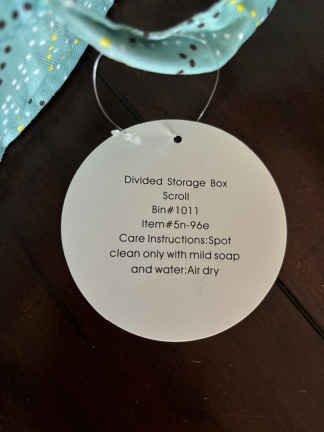 Divided Storage Box
Scroll
Bin#1011
Item#5n-96e
Care Instructions:Spot
clean only with mild soap
and water;Air dry